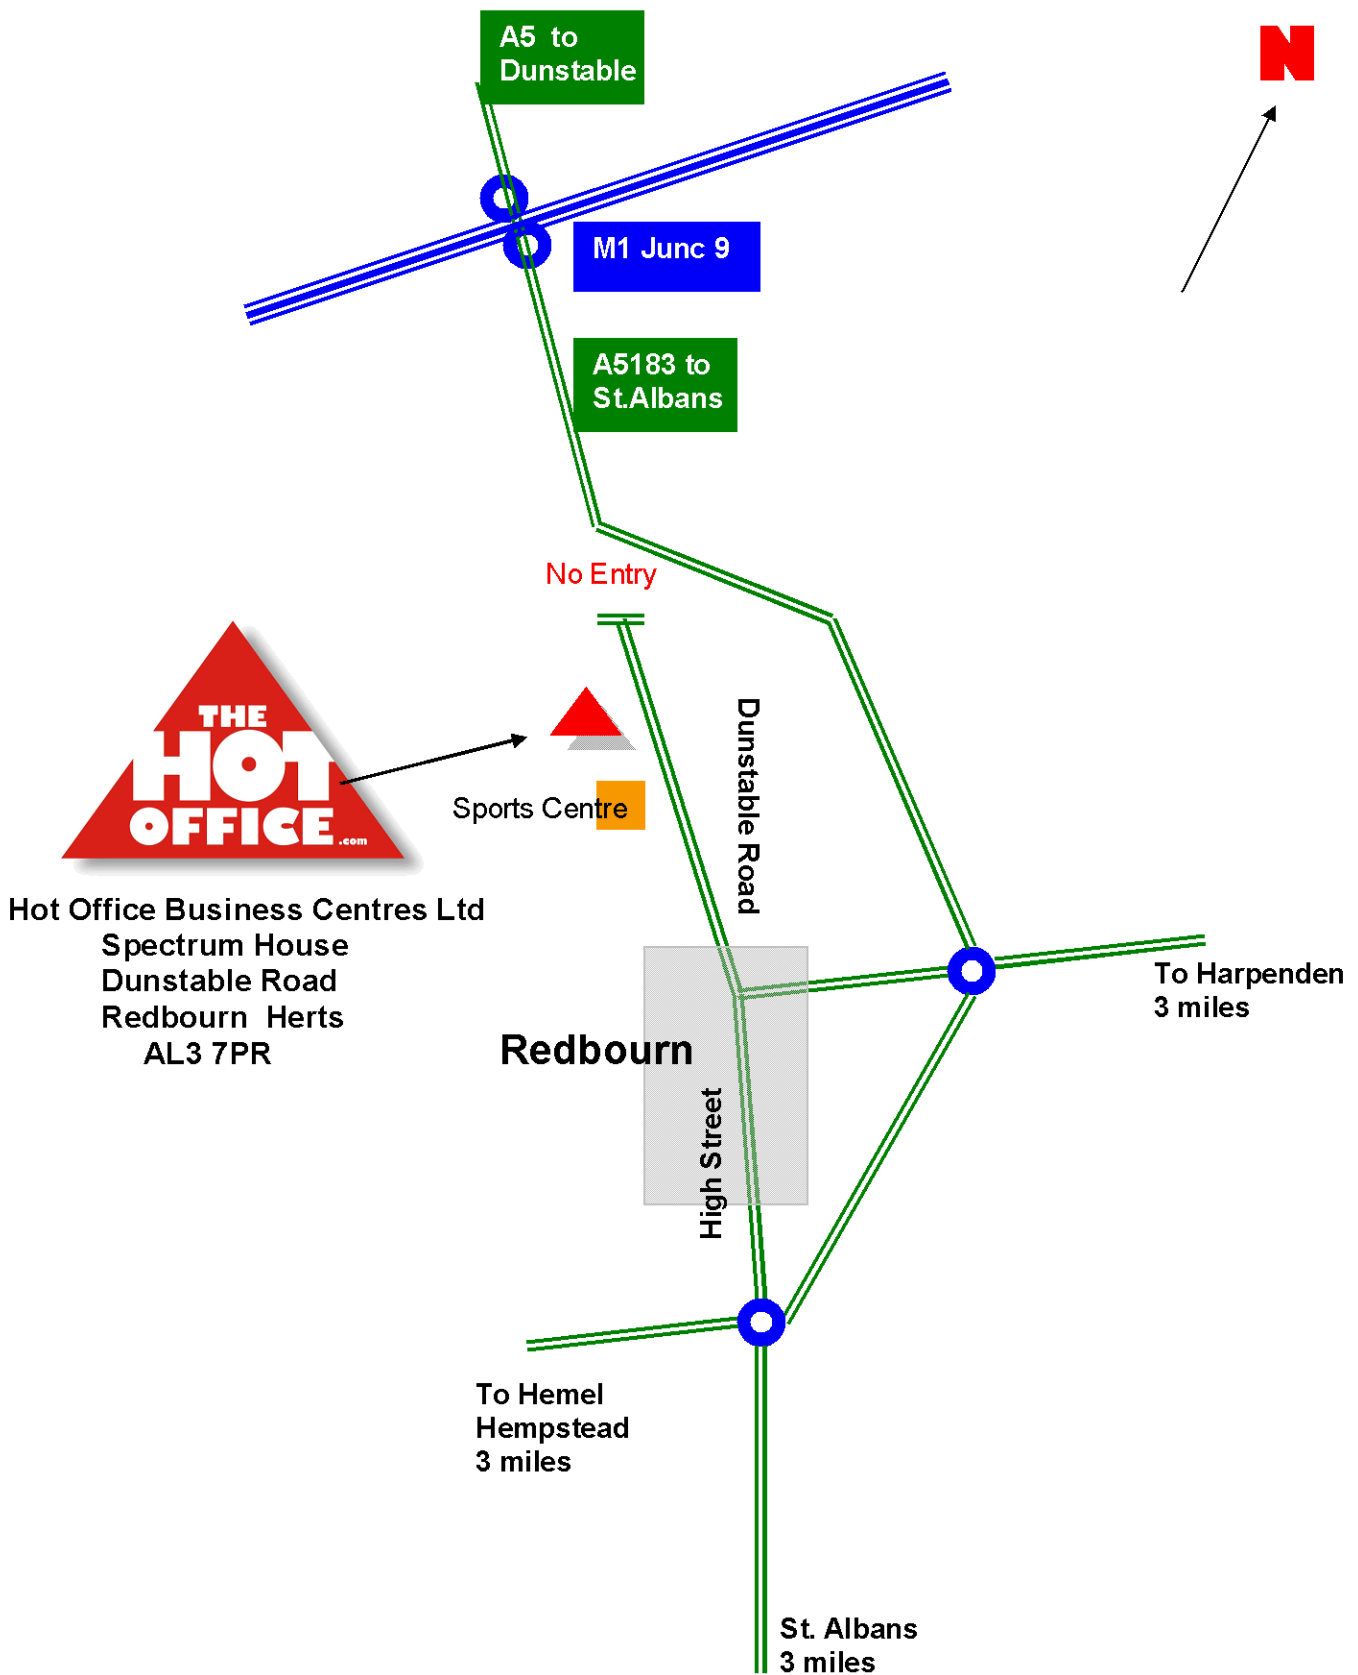 A5 to
Dunstable
N
M1 Junc 9
A5183 to
St.Albans
No Entry
THE
HOT
OFFICE.com
Dunstable Road
Sports Centre
Hot Office Business Centres Ltd
Spectrum House
Dunstable Road
Redbourn Herts
AL3 7PR
To Harpenden
3 miles
Redbourn
High Street
To Hemel
Hempstead
3 miles
St. Albans
3 miles